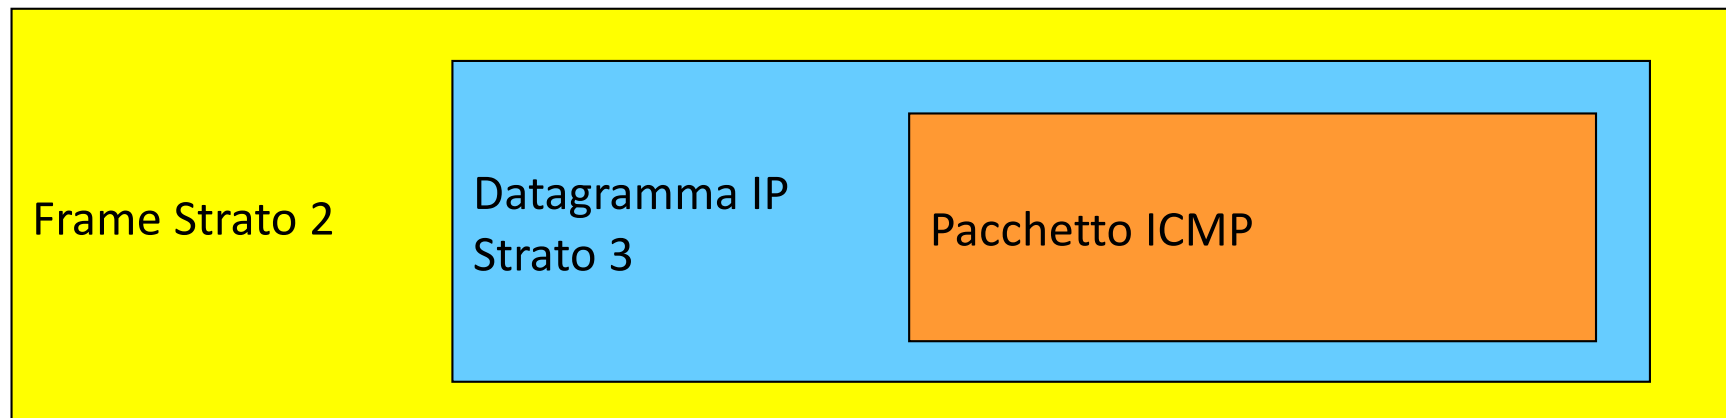 Frame Strato 2
Datagramma IP
Strato 3
Pacchetto ICMP